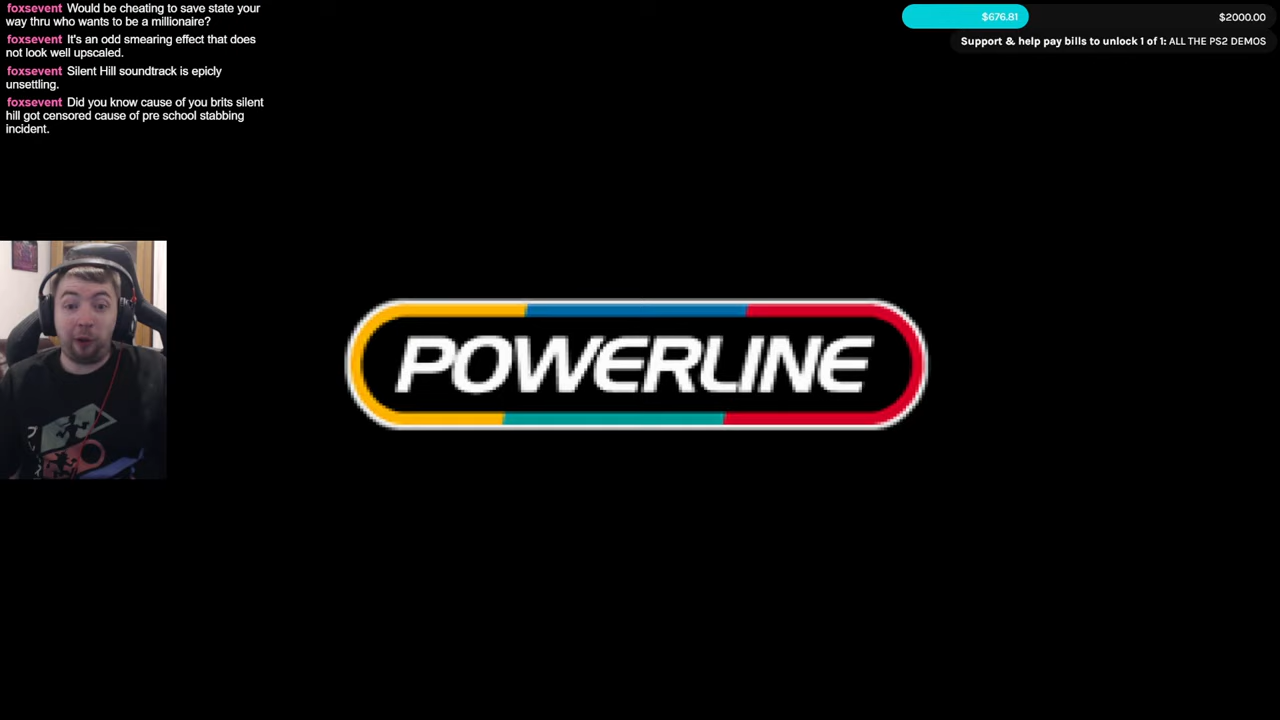 foxsevent Would be cheating to save state your
way thru who wants to be a millionaire?
foxsevent It's an odd smearing effect that does
not look well upscaled.
foxsevent Silent Hill soundtrack is epicly
unsettling.
foxsevent Did you know cause of you brits silent
hill got censored cause of pre school stabbing
incident.
$676.81
$2000.00
Support & help pay bills to unlock 1 of 1: ALL THE PS2 DEMOS
POWERLINE